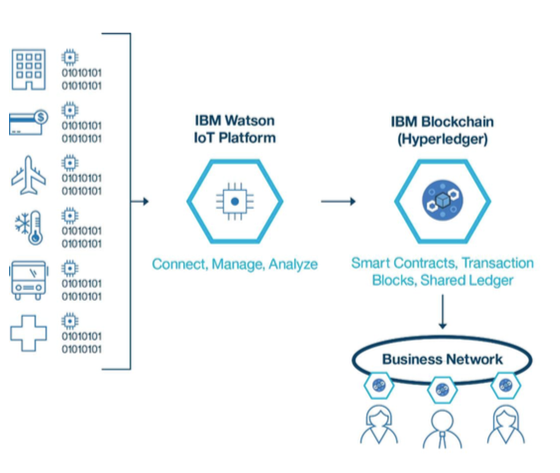 01010101
01010101
01010101
01010101
01010101
01010101
01010101
01010101
01010101
01010101
01010101
01010101
IBM Watson
IoT Platform
Connect, Manage, Analyze
IBM Blockchain
(Hyperledger)
Smart Contracts, Transaction
Blocks, Shared Ledger
Business Network
$